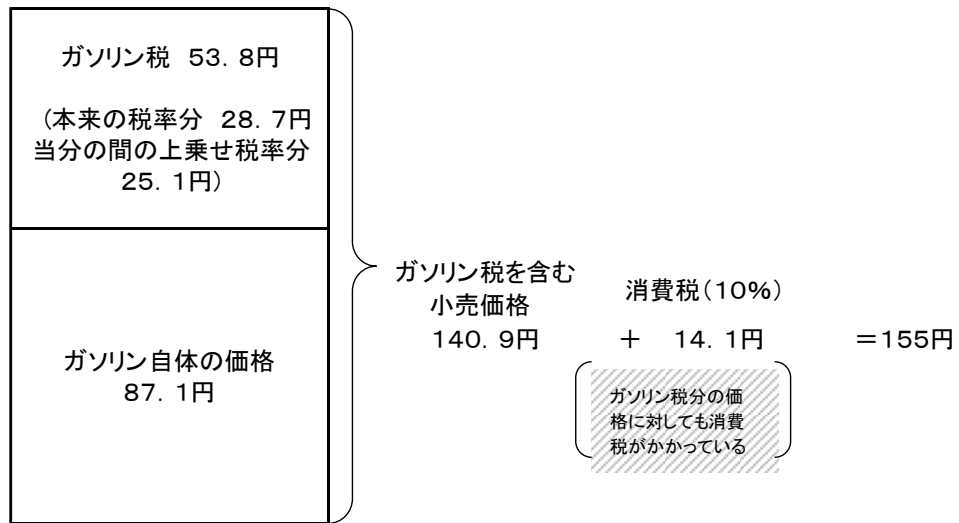 ガソリン税　５３．８円
（本来の税率分　２８．７円
当分の間の上乗せ税率分
２５．１円）
ガソリン自体の価格
８７．１円
ガソリン税を含む
小売価格
１４０．９円
消費税（１０％）
＋　１４．１円
＝１５５円
ガソリン税分の価
格に対しても消費
税がかかっている